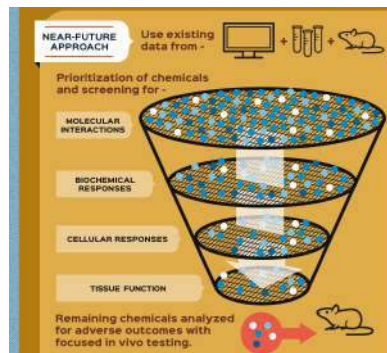 NEAR-FUTURE
APPROACH
Use existing
data from -
Prioritization of chemicals
and screening for -
MOLECULAR
INTERACTIONS
BIOCHEMICAL
RESPONSES
CELLULAR RESPONSES
TISSUE FUNCTION
Remaining chemicals analyzed
for adverse outcomes with
focused in vivo testing.